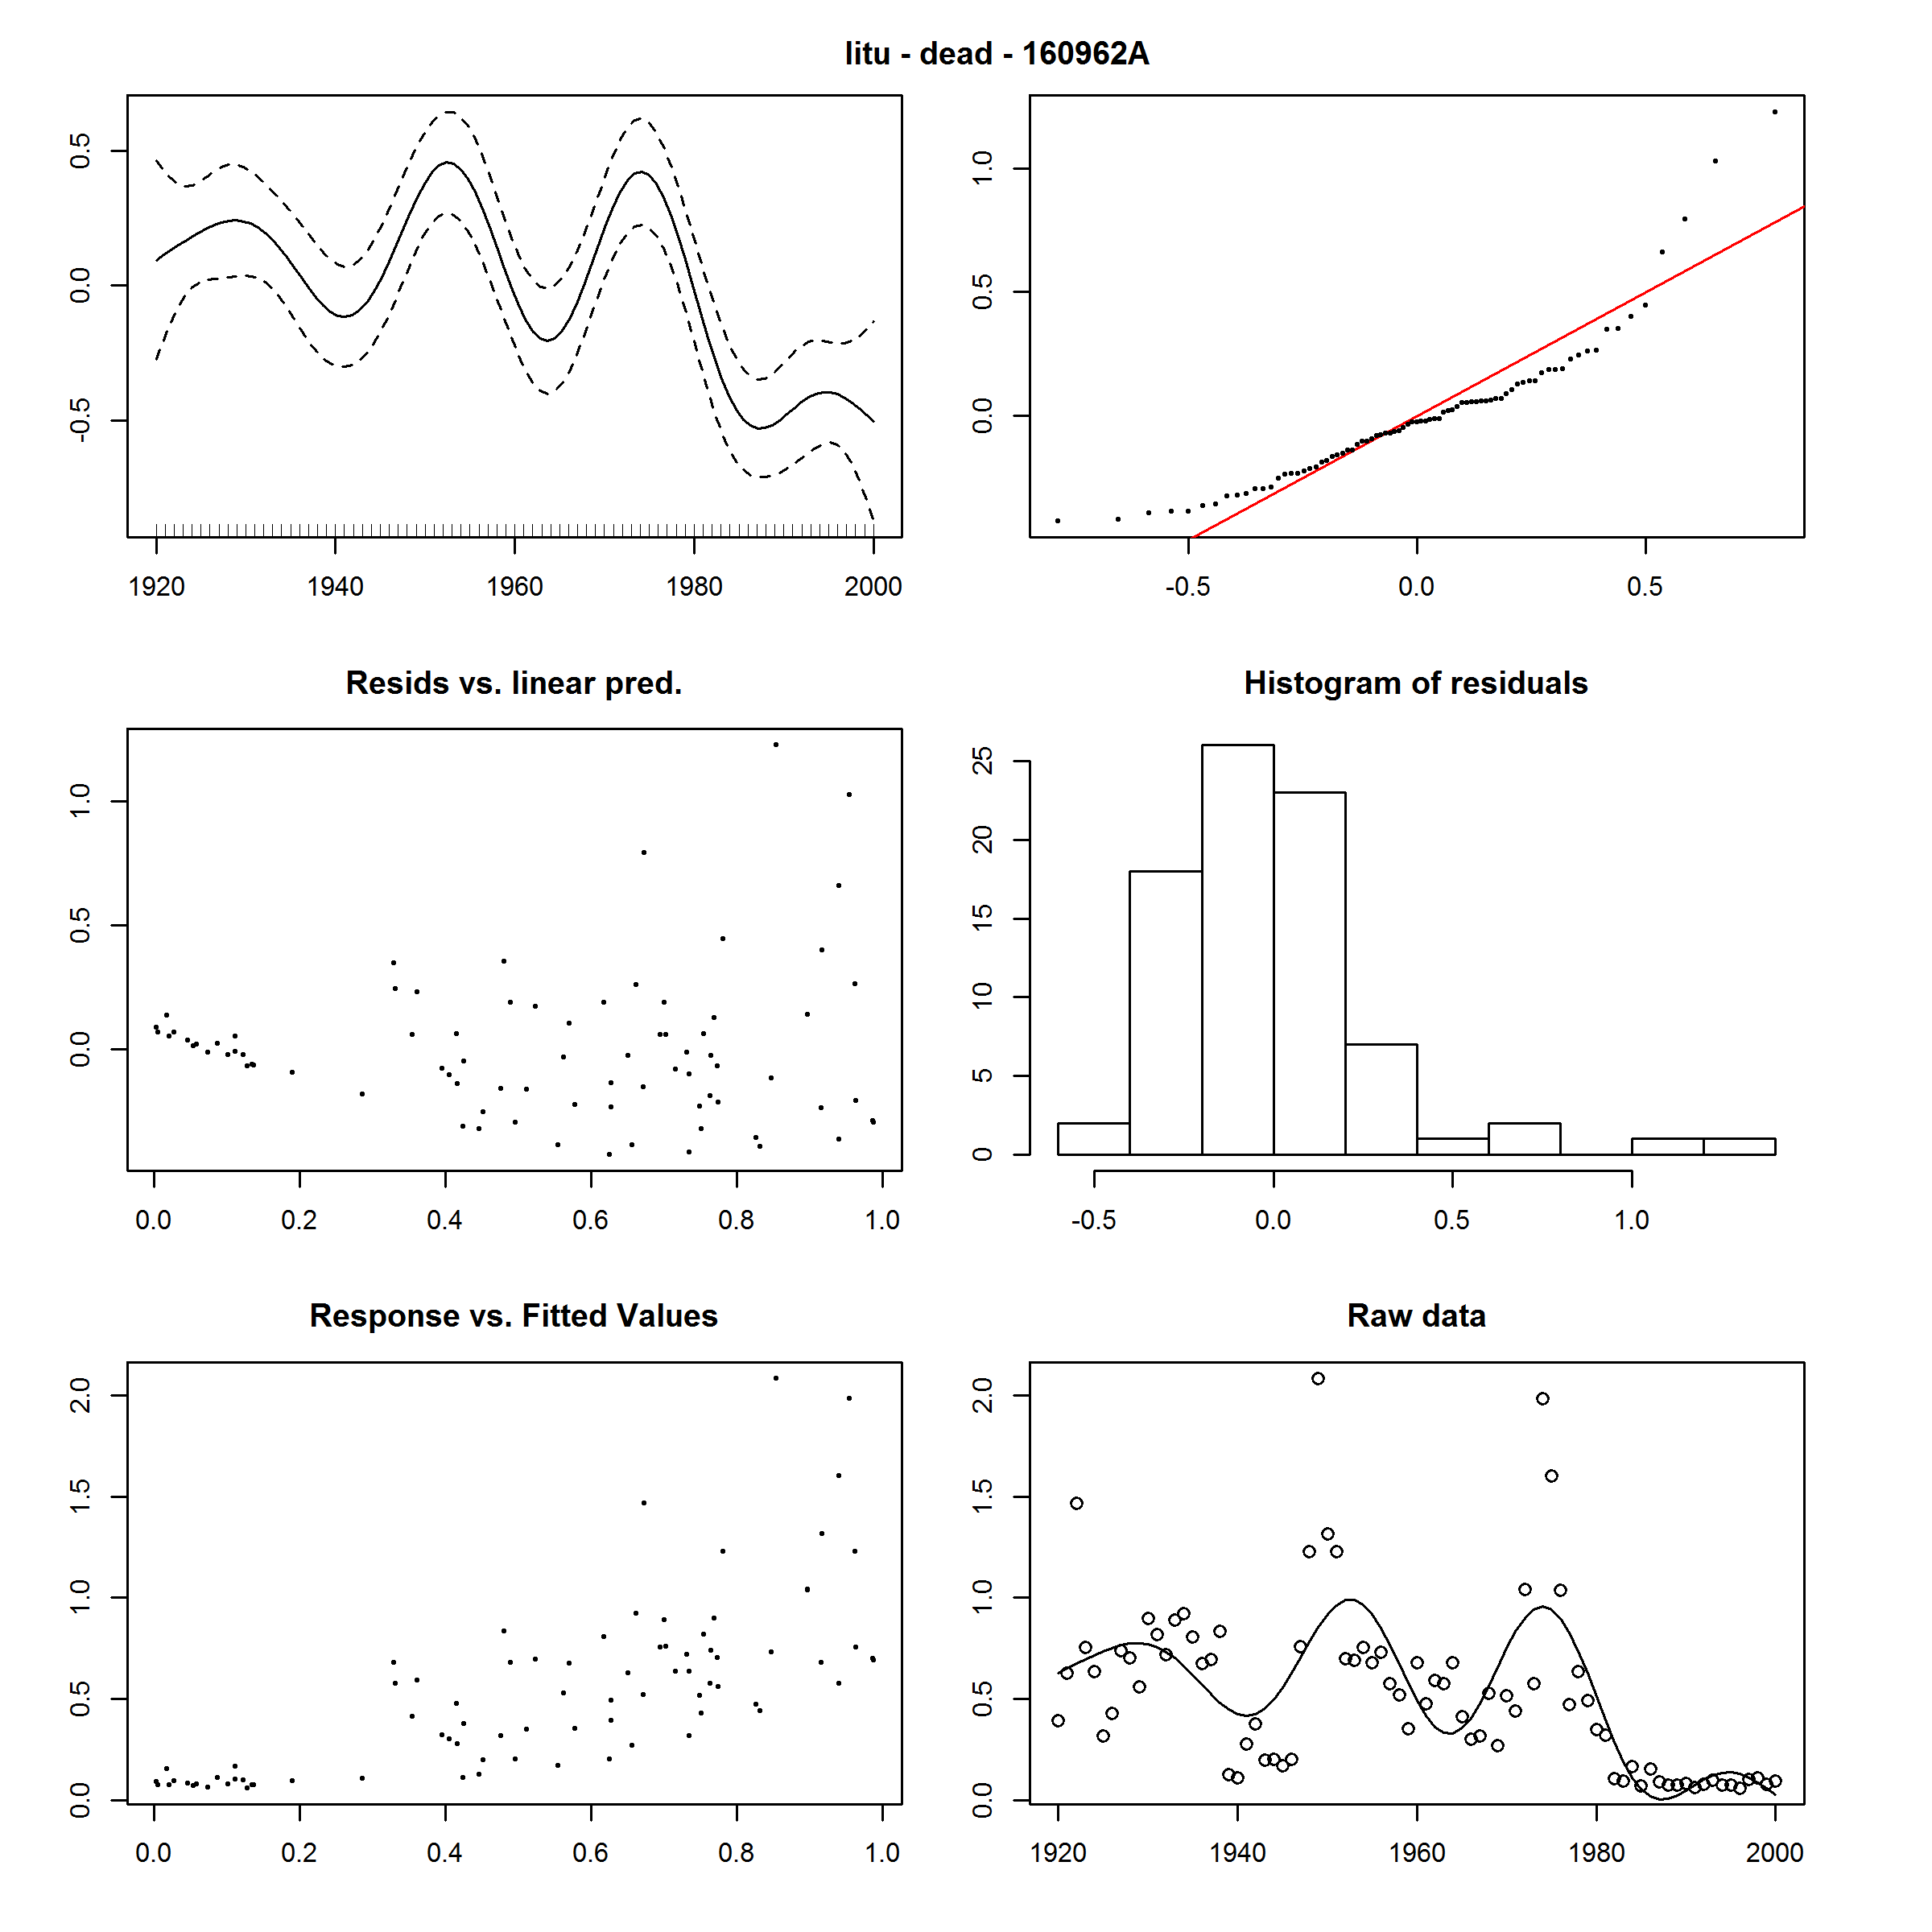 litu - dead - 160962A
0.5
0.0
-0.5
1920 1940 1960 1980 2000
1.0
0.5
0.0
-0.5 0.0 0.5
Resids vs. linear pred.
1.0
0.5
0.0
0.0 0.2 0.4 0.6 0.8 1.0
Histogram of residuals
25
20
15
10
5
0
-0.5 0.0 0.5 1.0
Response vs. Fitted Values
2.0
1.5
1.0
0.5
0.0
0.0 0.2 0.4 0.6 0.8 1.0
Raw data
2.0
1.5
1.0
0.5
0.0
1920 1940 1960 1980 2000